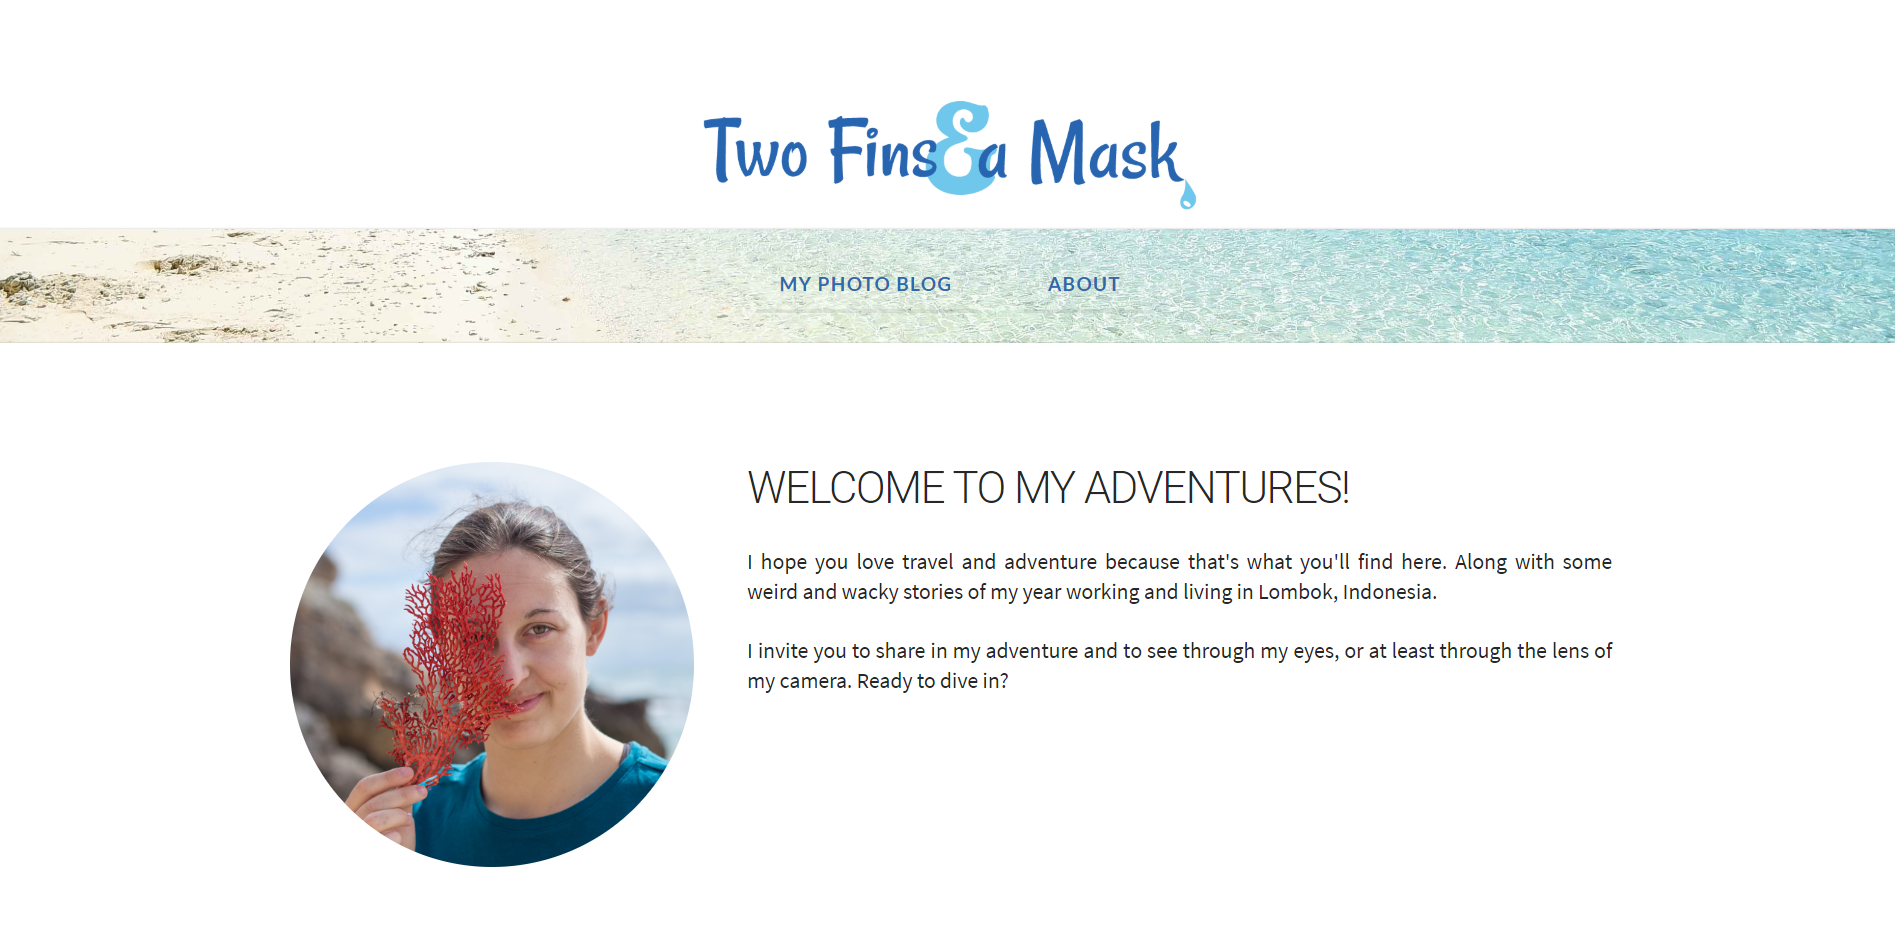 Two Fins & a Mask
MY PHOTO BLOG
ABOUT
WELCOME TO MY ADVENTURES!
I hope you love travel and adventure because that's what you'll find here. Along with some
weird and wacky stories of my year working and living in Lombok, Indonesia.
I invite you to share in my adventure and to see through my eyes, or at least through the lens of
my camera. Ready to dive in?